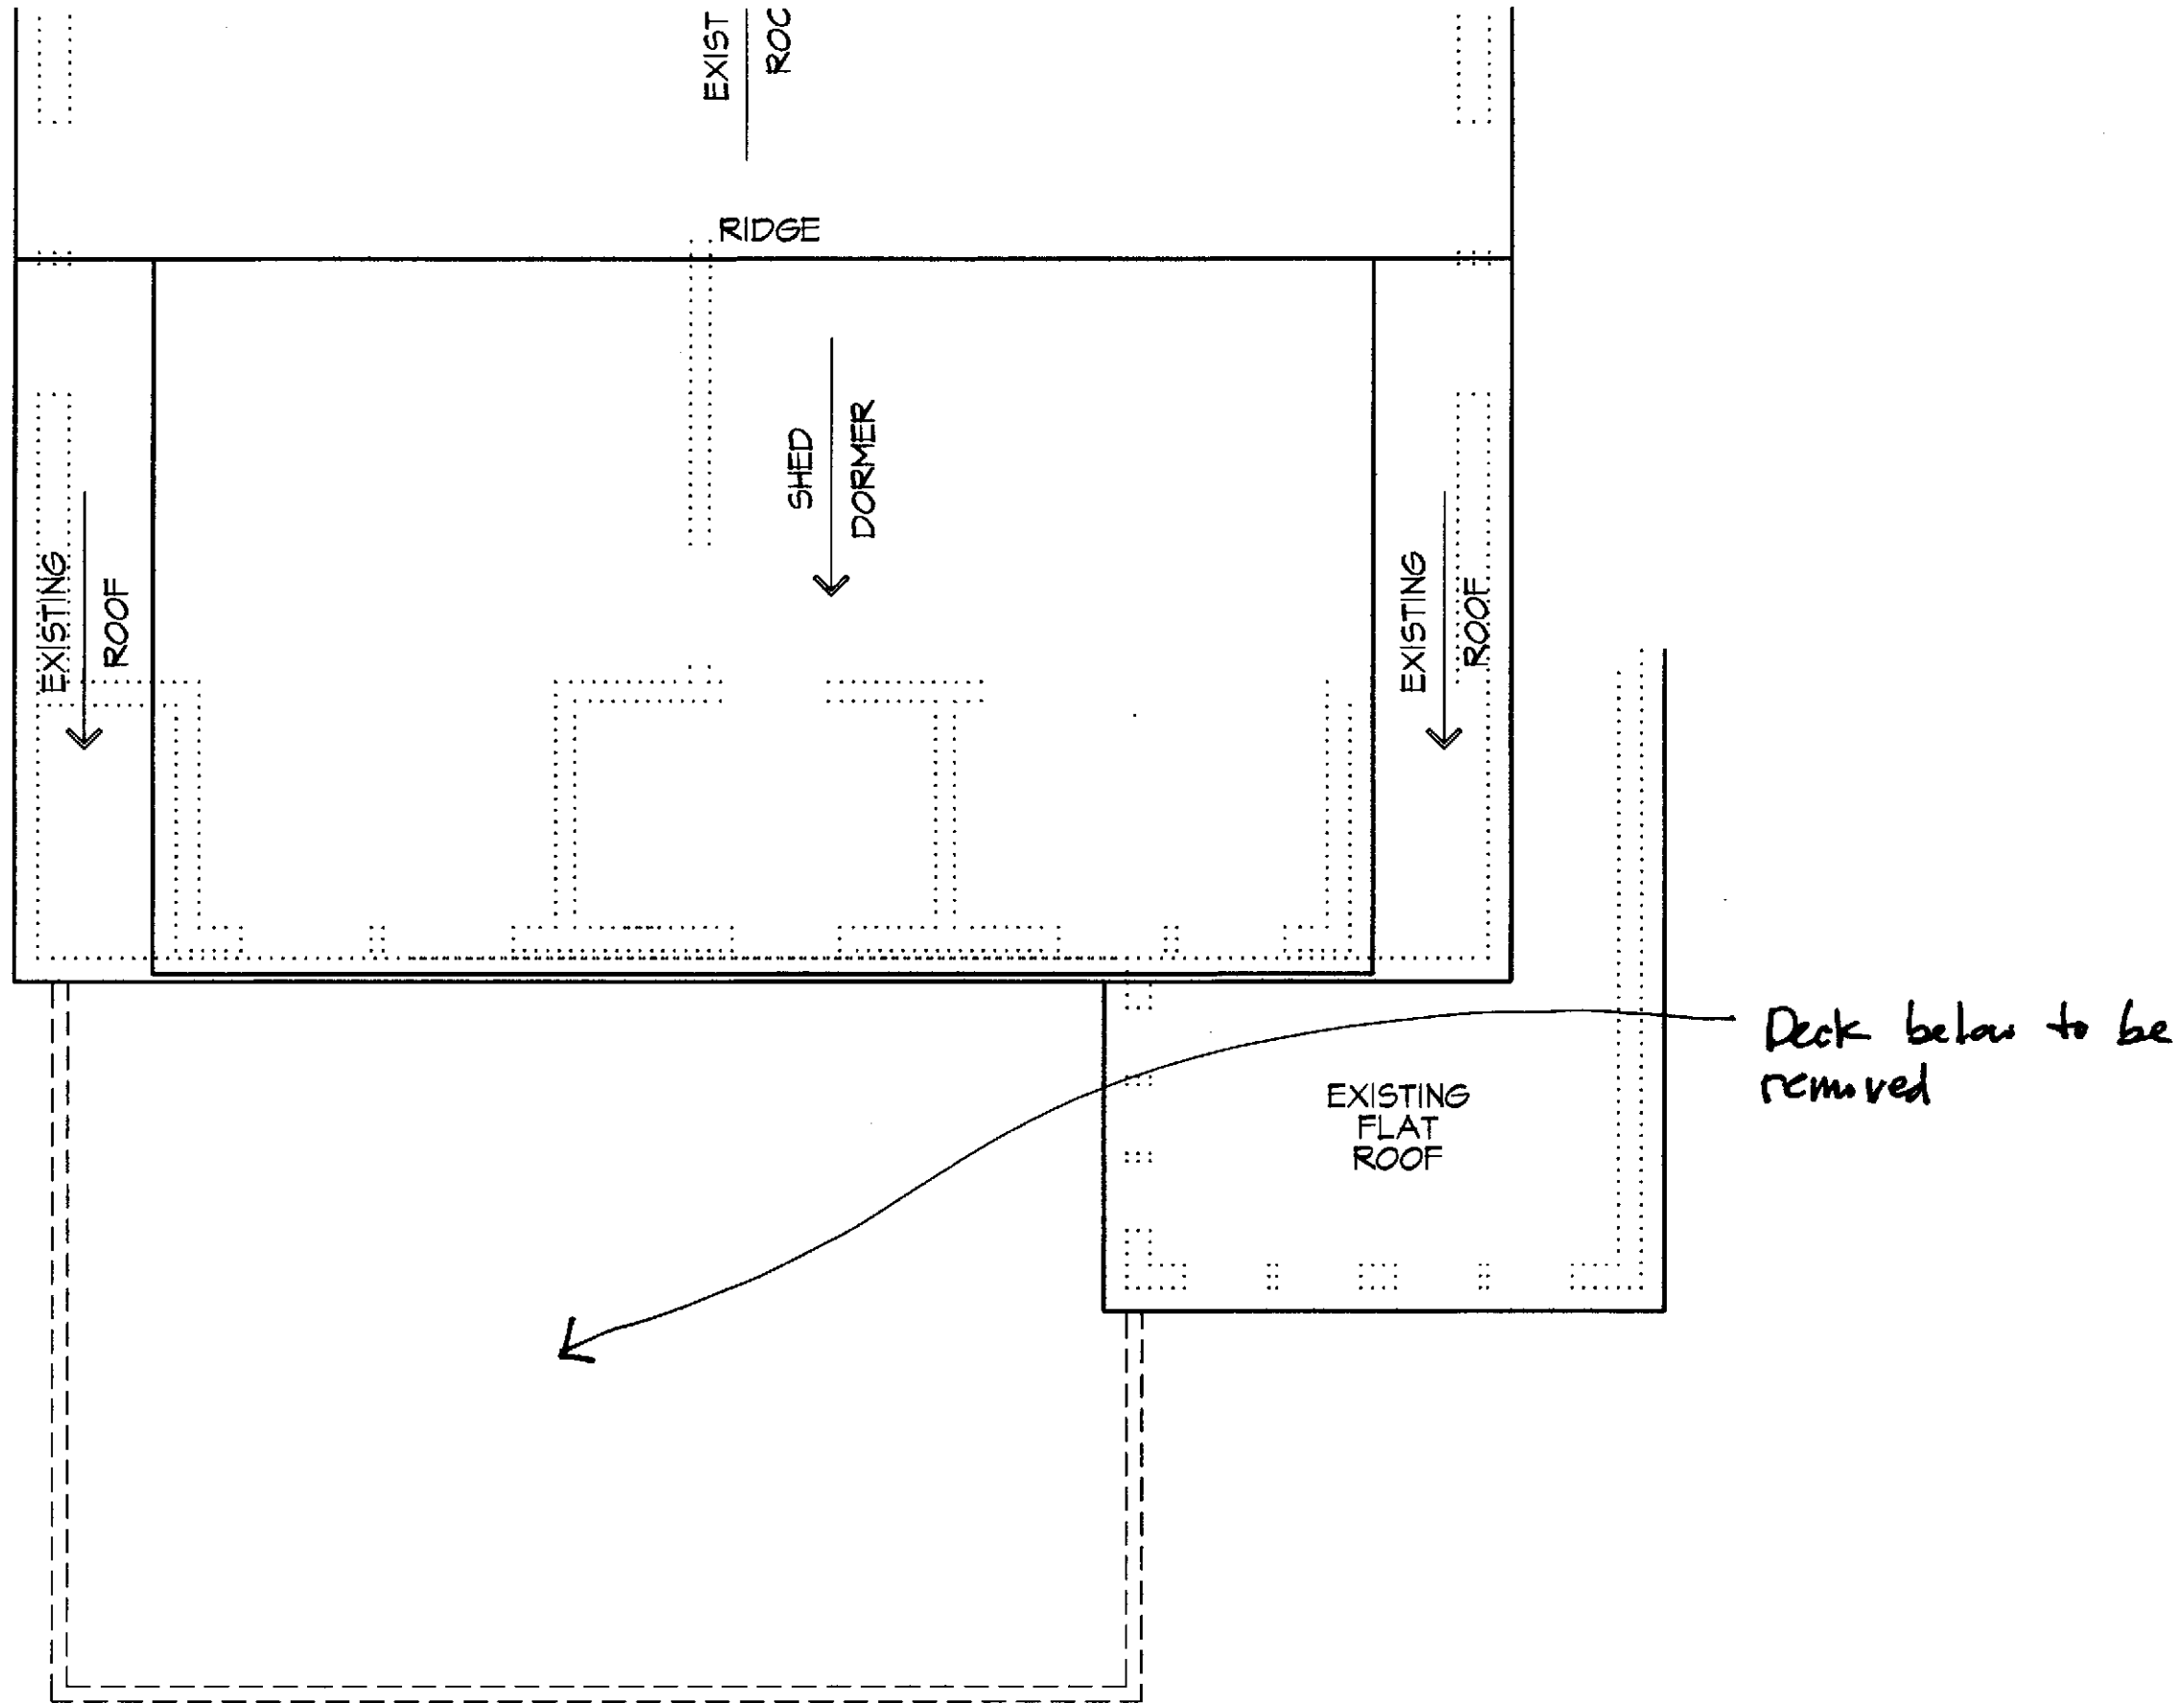 EXIST
ROC
RIDGE
SHED
DORMER
EXISTING
ROOF
EXISTING
ROOF
Deck below to be
removed
EXISTING
FLAT
ROOF